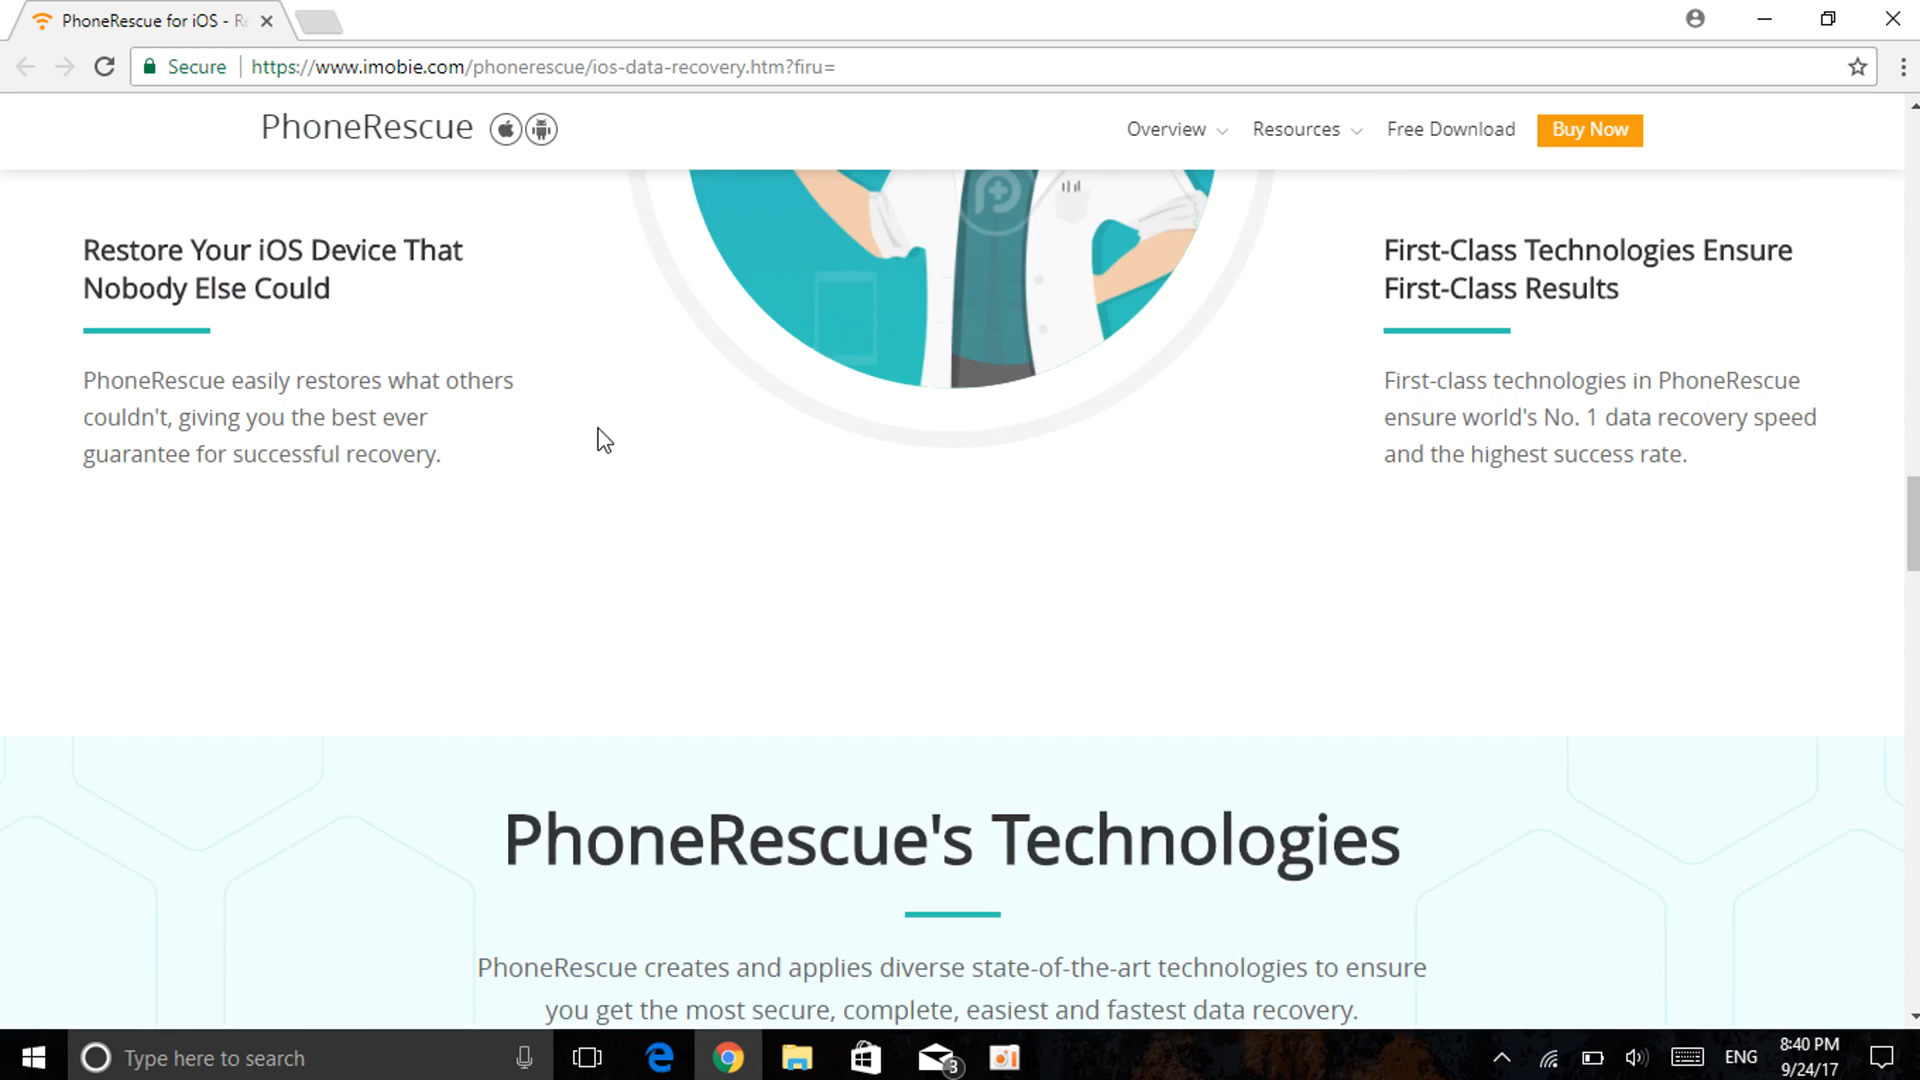 PhoneRescue for iOS - Re
Secure
https://www.imobie.com/phonerescue/ios-data-recovery.htm?firu=
PhoneRescue
Overview
Resources
Free Download
Buy Now
Restore Your iOS Device That
Nobody Else Could
PhoneRescue easily restores what others
couldn't, giving you the best ever
guarantee for successful recovery.
First-Class Technologies Ensure
First-Class Results
First-class technologies in PhoneRescue
ensure world's No. 1 data recovery speed
and the highest success rate.
PhoneRescue's Technologies
PhoneRescue creates and applies diverse state-of-the-art technologies to ensure
you get the most secure, complete, easiest and fastest data recovery.
Type here to search
3
ENG
8:40 PM
9/24/17